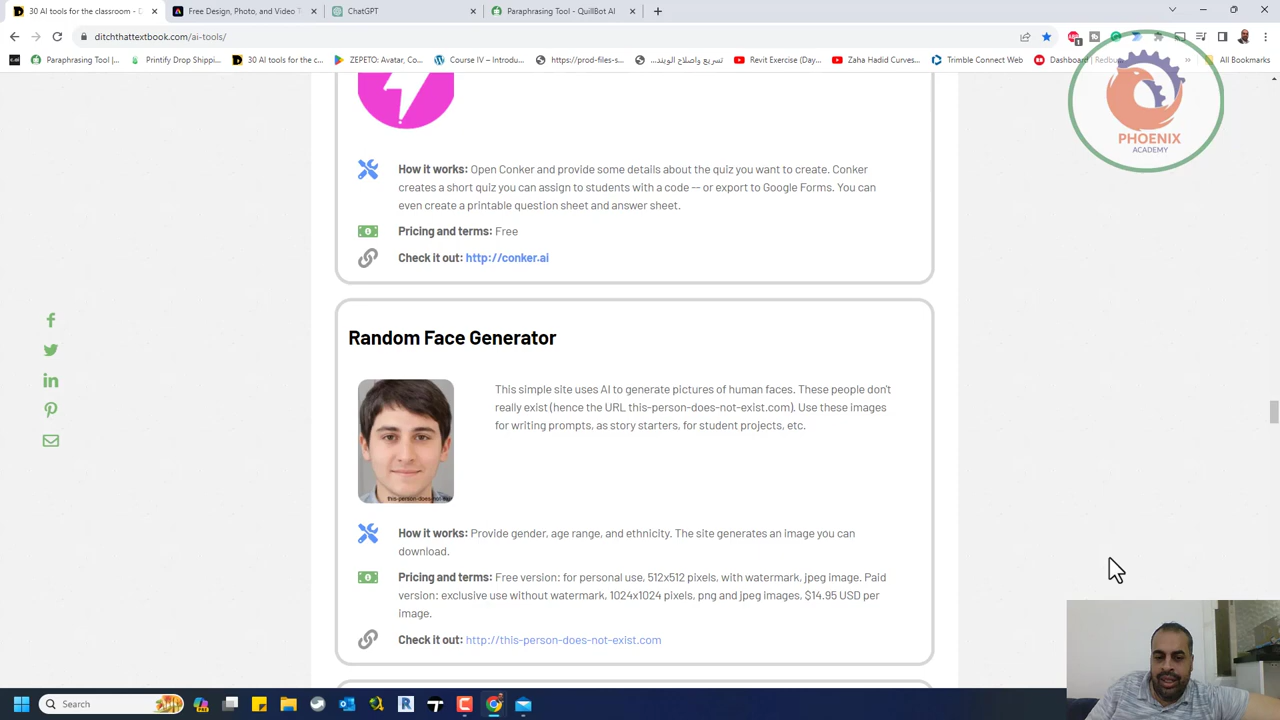 30 AI tools for the classroom - D
Free Design, Photo, and Video T
ChatGPT
Paraphrasing Tool - QuillBot AI
ditchthattextbook.com/ai-tools/
Paraphrasing Tool |...
Printify Drop Shippi...
30 AI tools for the c...
ZEPETO: Avatar, Co...
Course IV – Introdu...
https://prod-files-s...
تسريع واصلاح الويند...
Revit Exercise (Day...
Zaha Hadid Curves...
Trimble Connect Web
Dashboard | Redbu
»
All Bookmarks
PHOENIX
ACADEMY
How it works: Open Conker and provide some details about the quiz you want to create. Conker
creates a short quiz you can assign to students with a code -- or export to Google Forms. You can
even create a printable question sheet and answer sheet.
Pricing and terms: Free
Check it out: http://conker.ai
Random Face Generator
This simple site uses AI to generate pictures of human faces. These people don't
really exist (hence the URL this-person-does-not-exist.com). Use these images
for writing prompts, as story starters, for student projects, etc.
this-person-does-not-exi
How it works: Provide gender, age range, and ethnicity. The site generates an image you can
download.
Pricing and terms: Free version: for personal use, 512x512 pixels, with watermark, jpeg image. Paid
version: exclusive use without watermark, 1024x1024 pixels, png and jpeg images, $14.95 USD per
image.
Check it out: http://this-person-does-not-exist.com
Search